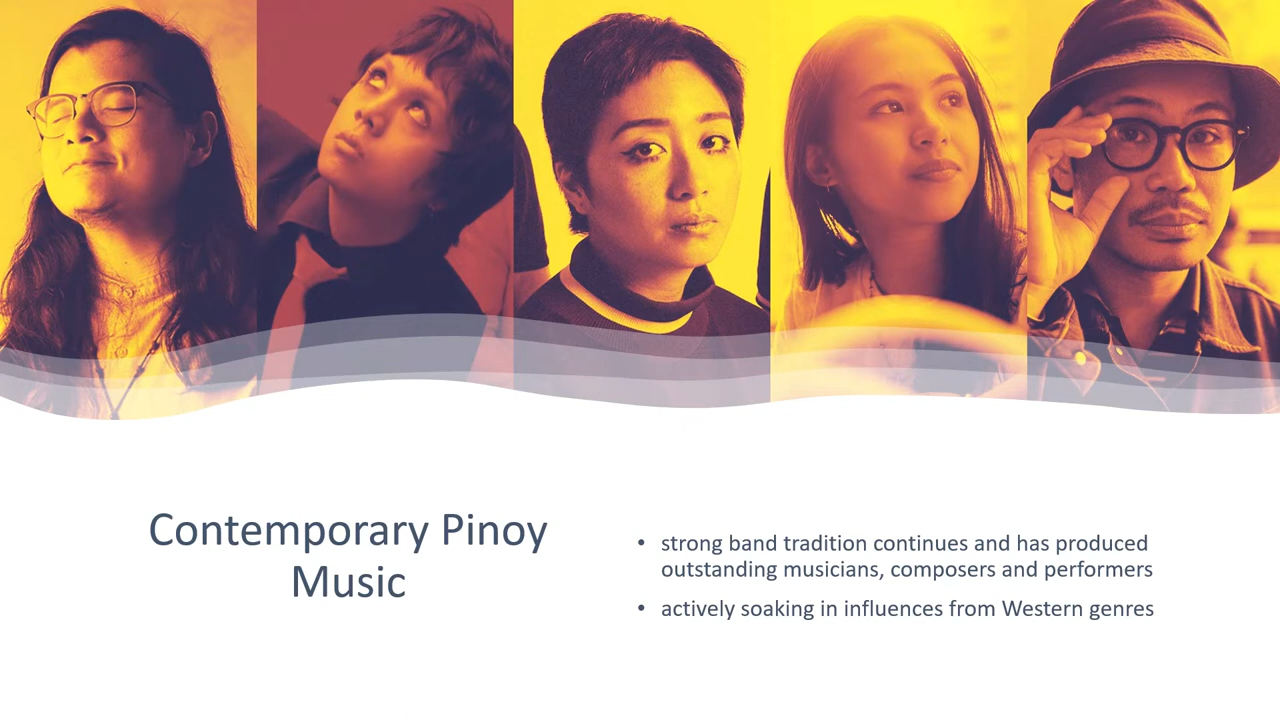 Contemporary Pinoy
Music
• strong band tradition continues and has produced
outstanding musicians, composers and performers
• actively soaking in influences from Western genres